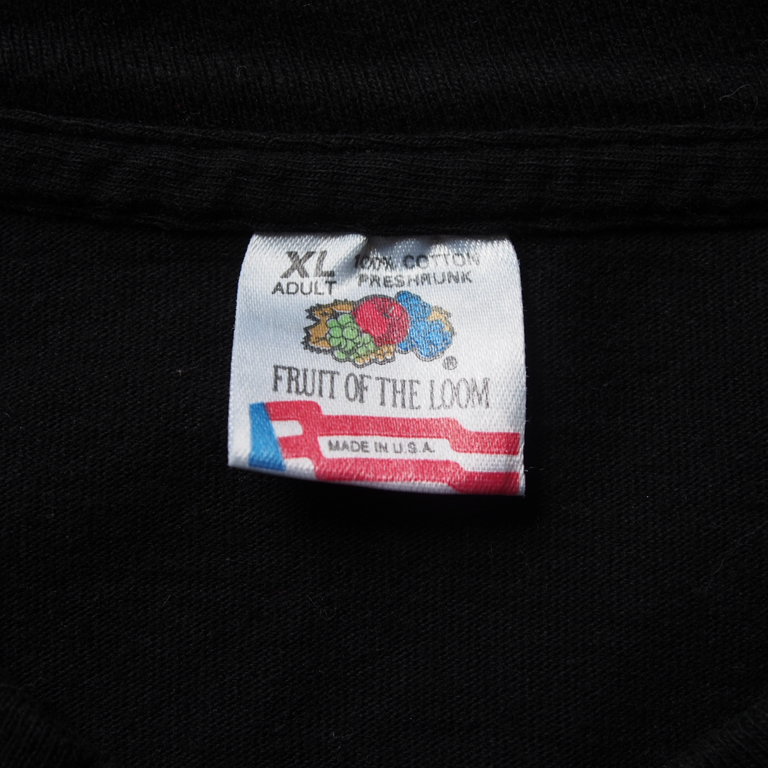 XL 100% COTTON
ADULT PRESHRUNK
®
FRUIT OF THE LOOM
MADE IN U.S.A.